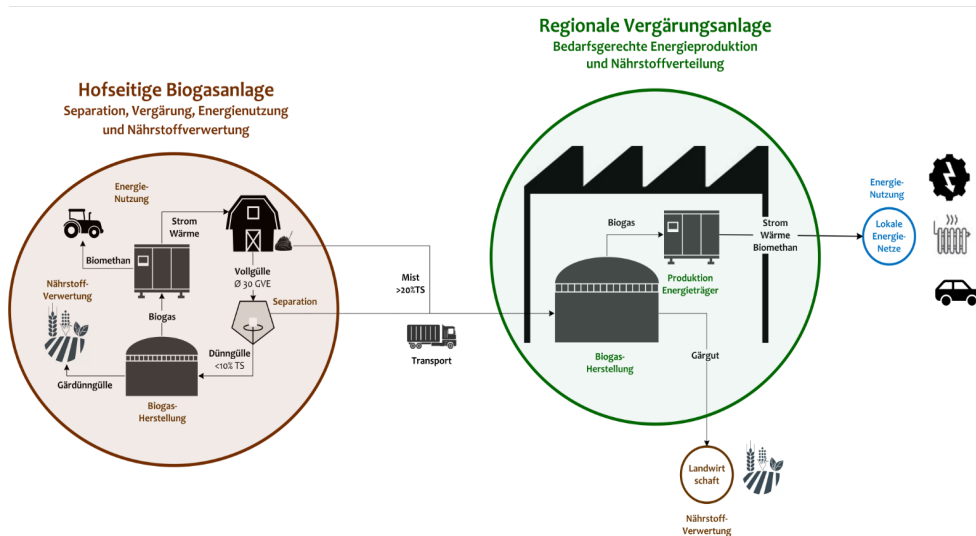 Regionale Vergärungsanlage
Bedarfsgerechte Energieproduktion
und Nährstoffverteilung
Hofseitige Biogasanlage
Separation, Vergärung, Energienutzung
und Nährstoffverwertung
Energie-
Nutzung
Strom
Wärme
Biomethan
Vollgülle
Ø 30 GVE
Nährstoff-
Verwertung
Separation
Biogas
Dünngülle
<10% TS
Gärdünngülle
Biogas-
Herstellung
Mist
>20%TS
Transport
Biogas
Produktion
Energieträger
Biogas-
Herstellung
Gärgut
Strom
Wärme
Biomethan
Energie-
Nutzung
Lokale
Energie-
Netze
Landwirt
schaft
Nährstoff-
Verwertung